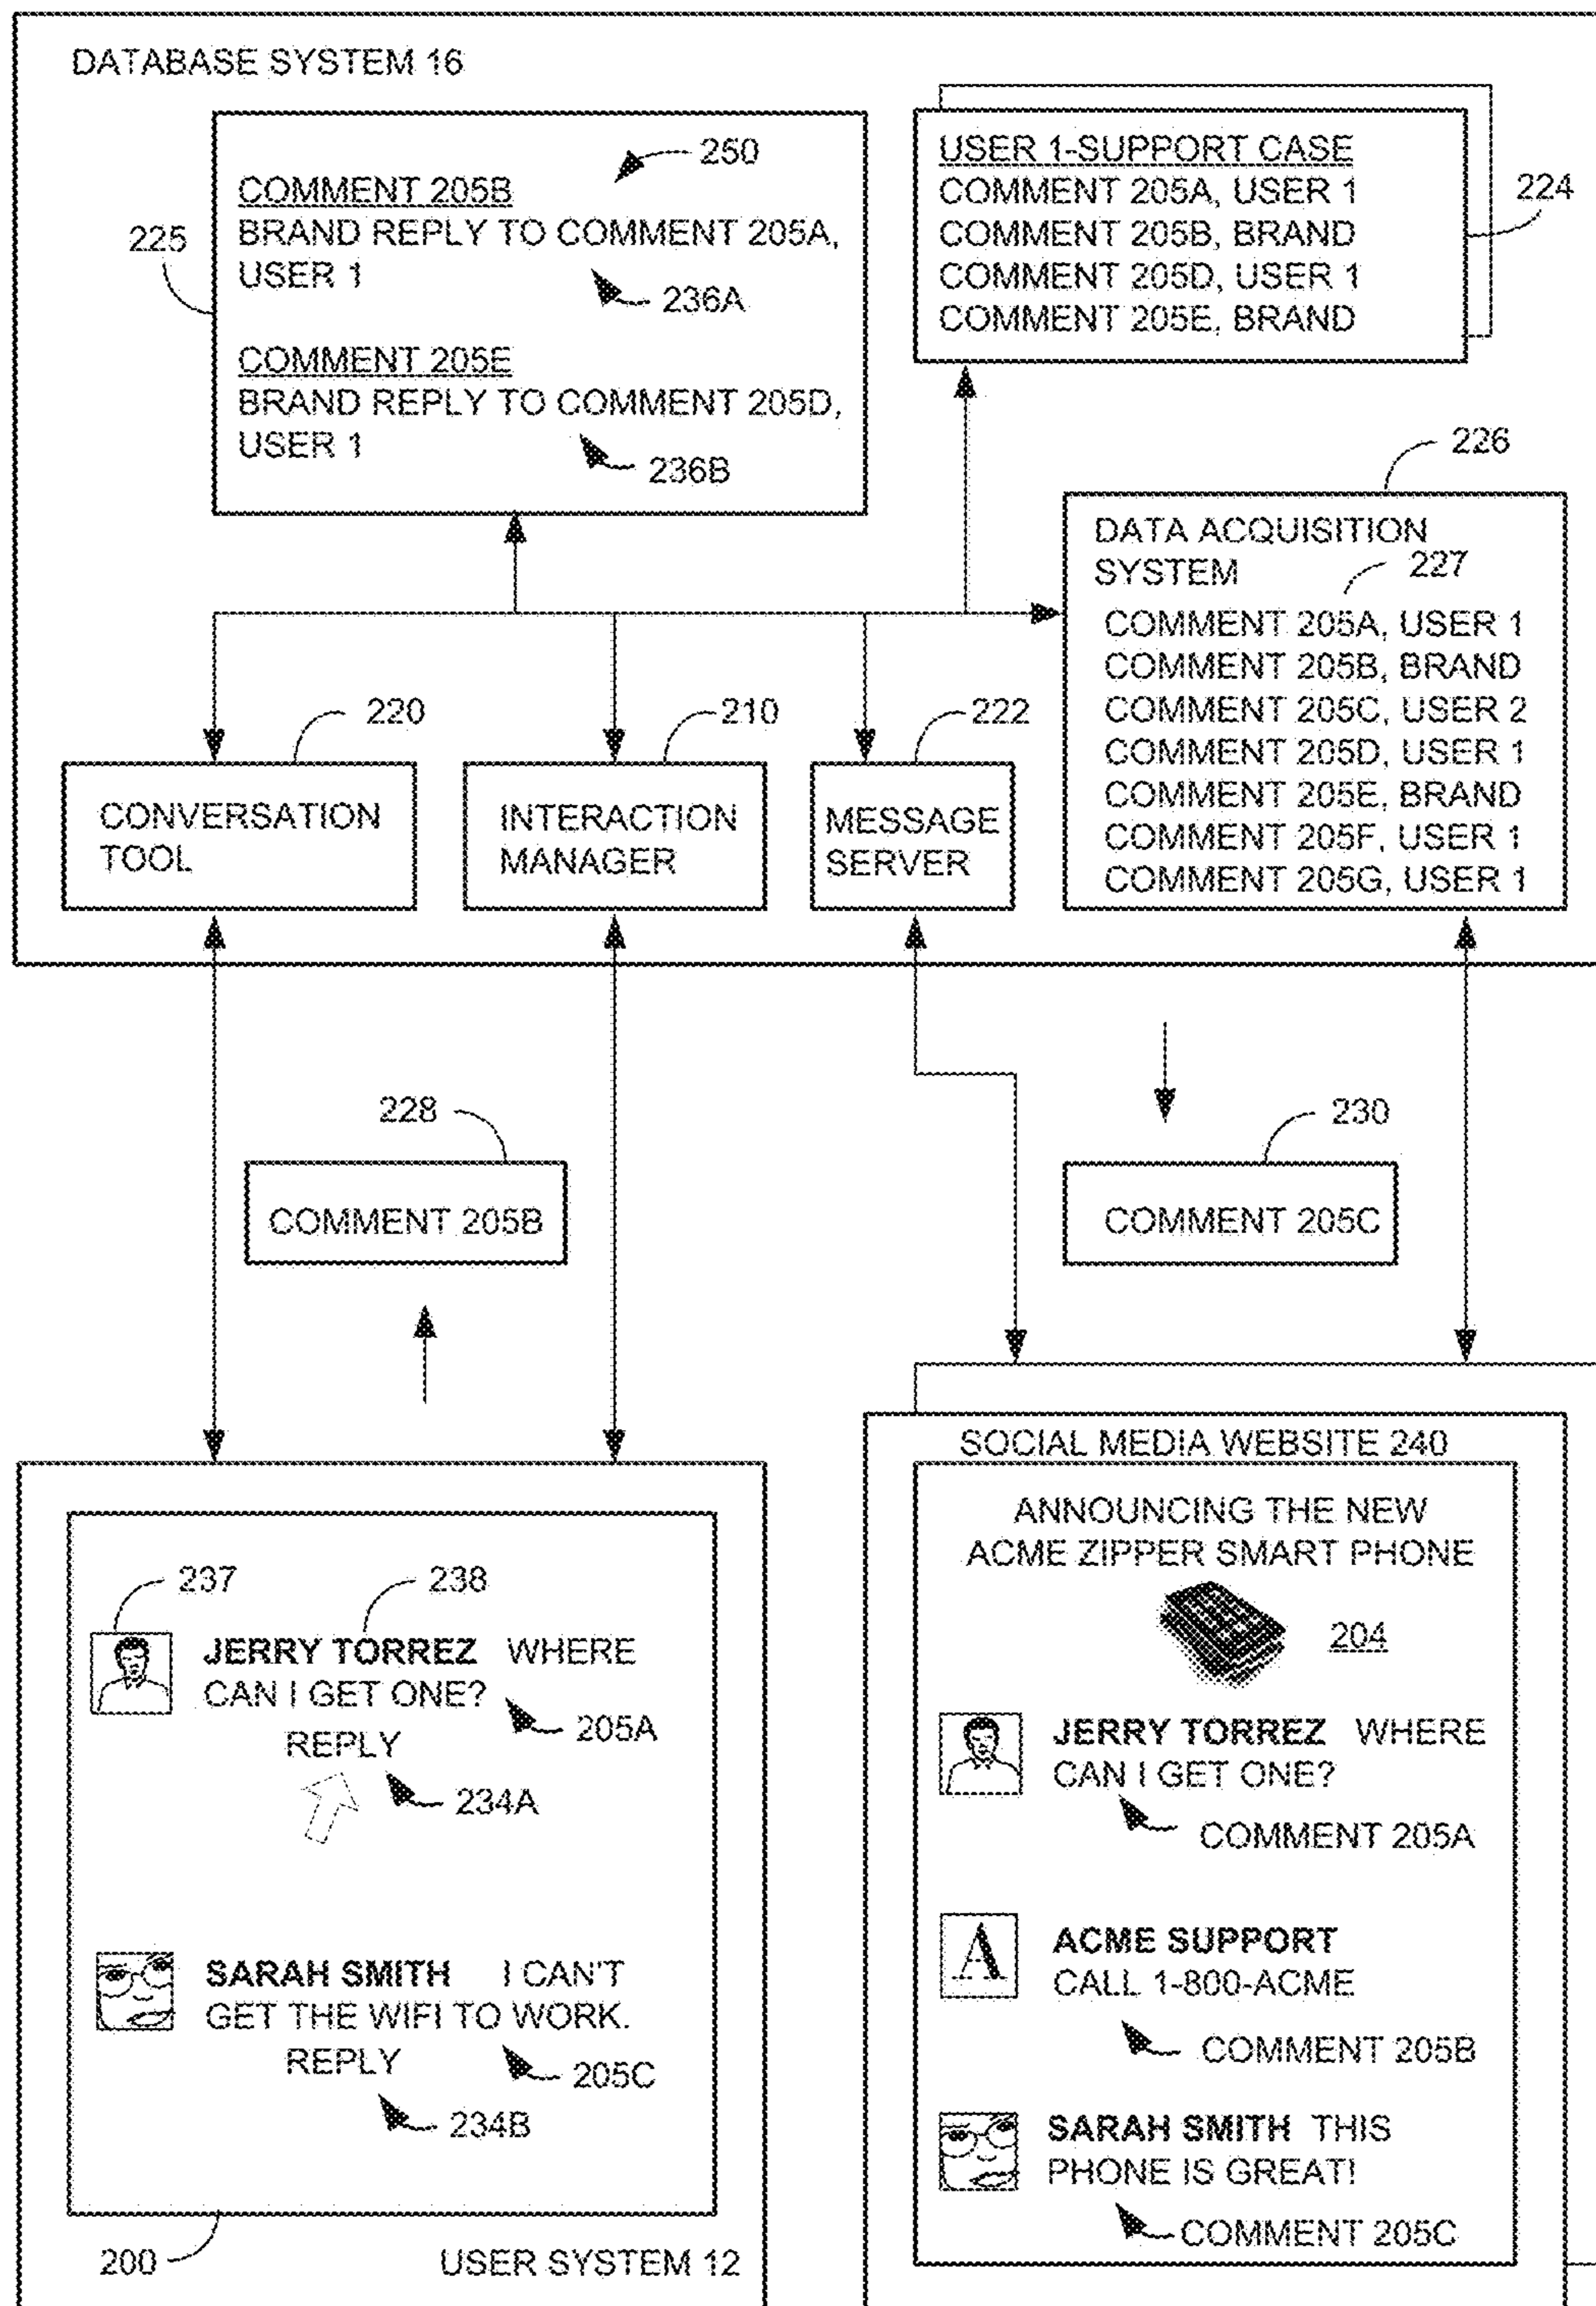 DATABASE SYSTEM 16
250
COMMENT 205B
BRAND REPLY TO COMMENT 205A,
USER 1
236A
COMMENT 205E
BRAND REPLY TO COMMENT 205D,
USER 1
236B
225
USER 1-SUPPORT CASE
COMMENT 205A, USER 1
COMMENT 205B, BRAND
COMMENT 205D, USER 1
COMMENT 205E, BRAND
224
226
DATA ACQUISITION
SYSTEM
227
COMMENT 205A, USER 1
COMMENT 205B, BRAND
COMMENT 205C, USER 2
COMMENT 205D, USER 1
COMMENT 205E, BRAND
COMMENT 205F, USER 1
COMMENT 205G, USER 1
220
CONVERSATION
TOOL
210
INTERACTION
MANAGER
222
MESSAGE
SERVER
228
COMMENT 205B
230
COMMENT 205C
237
238
JERRY TORREZ WHERE
CAN I GET ONE?
205A
REPLY
234A
SARAH SMITH I CAN'T
GET THE WIFI TO WORK.
REPLY
205C
234B
200
USER SYSTEM 12
SOCIAL MEDIA WEBSITE 240
ANNOUNCING THE NEW
ACME ZIPPER SMART PHONE
204
JERRY TORREZ WHERE
CAN I GET ONE?
COMMENT 205A
A
ACME SUPPORT
CALL 1-800-ACME
COMMENT 205B
SARAH SMITH THIS
PHONE IS GREAT!
COMMENT 205C